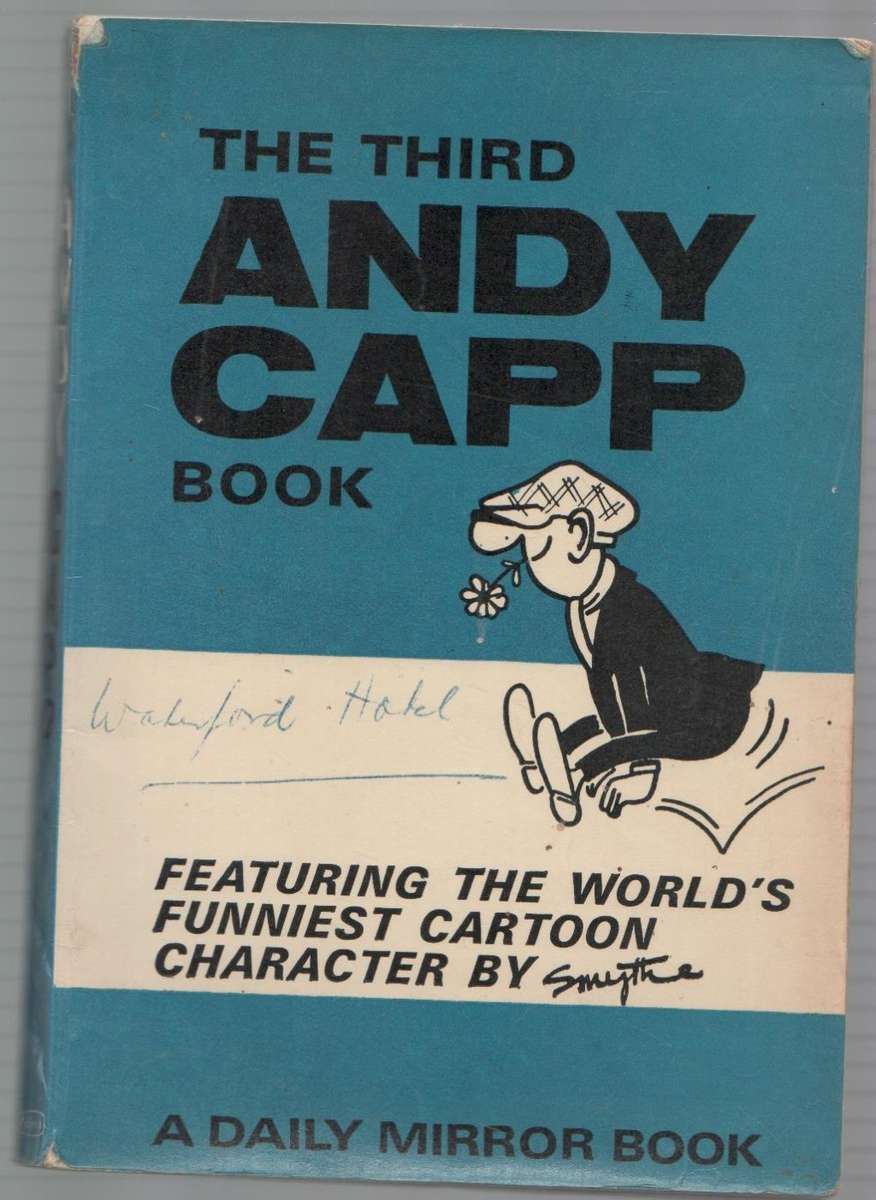 THE THIRD
ANDY
CAPP
BOOK
Waterford Hotel
FEATURING THE WORLD'S
FUNNIEST CARTOON
CHARACTER BY Smythe
A DAILY MIRROR BOOK